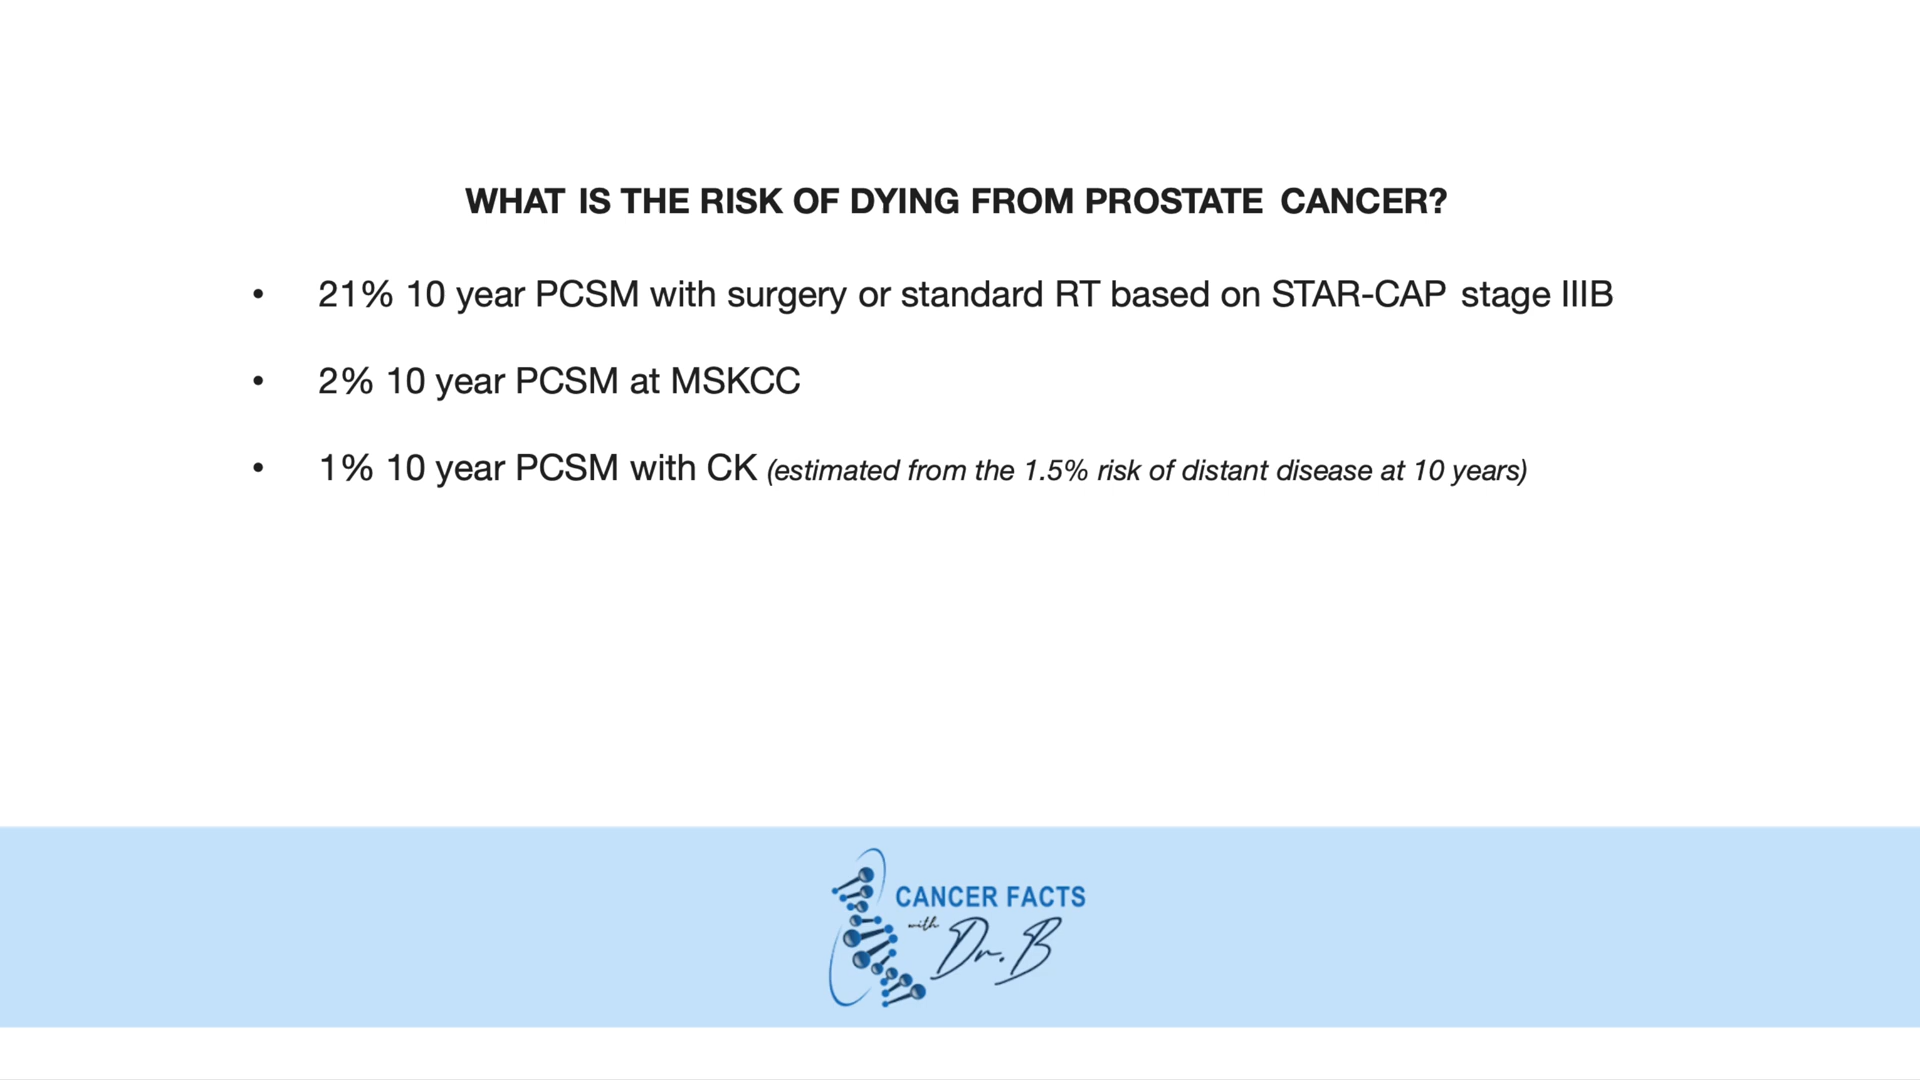 WHAT IS THE RISK OF DYING FROM PROSTATE CANCER?
• 21% 10 year PCSM with surgery or standard RT based on STAR-CAP stage IIIB
• 2% 10 year PCSM at MSKCC
• 1% 10 year PCSM with CK (estimated from the 1.5% risk of distant disease at 10 years)
CANCER FACTS
with Dr. B